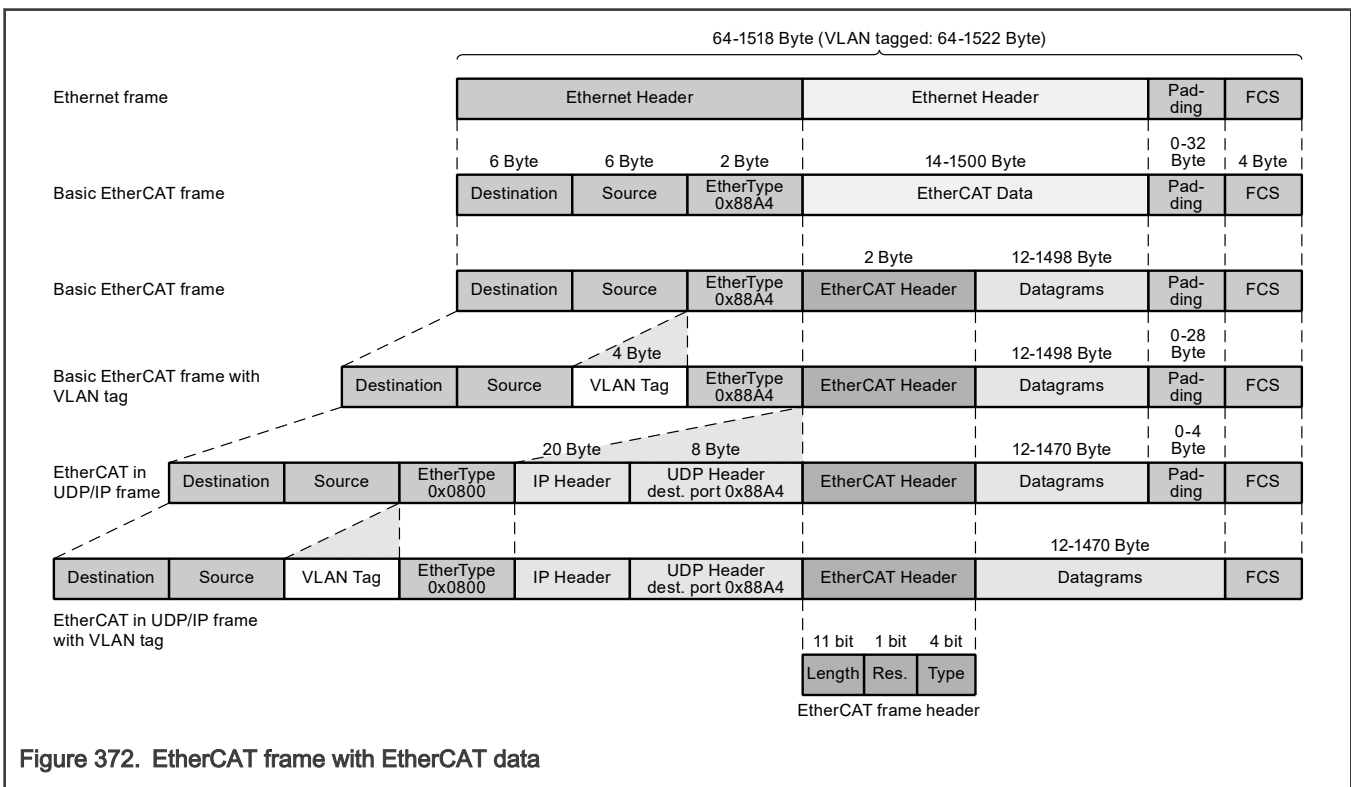 64-1518 Byte (VLAN tagged: 64-1522 Byte)
Ethernet frame
Ethernet Header
Ethernet Header
Pad-
ding
FCS
6 Byte
6 Byte
2 Byte
14-1500 Byte
0-32
Byte
4 Byte
Basic EtherCAT frame
Destination
Source
EtherType
0x88A4
EtherCAT Data
Pad-
ding
FCS
2 Byte
12-1498 Byte
Basic EtherCAT frame
Destination
Source
EtherType
0x88A4
EtherCAT Header
Datagrams
Pad-
ding
FCS
4 Byte
12-1498 Byte
0-28
Byte
Basic EtherCAT frame with
VLAN tag
Destination
Source
VLAN Tag
EtherType
0x88A4
EtherCAT Header
Datagrams
Pad-
ding
FCS
20 Byte
8 Byte
12-1470 Byte
0-4
Byte
EtherCAT in
UDP/IP frame
Destination
Source
EtherType
0x0800
IP Header
UDP Header
dest. port 0x88A4
EtherCAT Header
Datagrams
Pad-
ding
FCS
12-1470 Byte
Destination
Source
VLAN Tag
EtherType
0x0800
IP Header
UDP Header
dest. port 0x88A4
EtherCAT Header
Datagrams
FCS
EtherCAT in UDP/IP frame
with VLAN tag
11 bit
1 bit
4 bit
Length
Res.
Type
EtherCAT frame header
Figure 372. EtherCAT frame with EtherCAT data